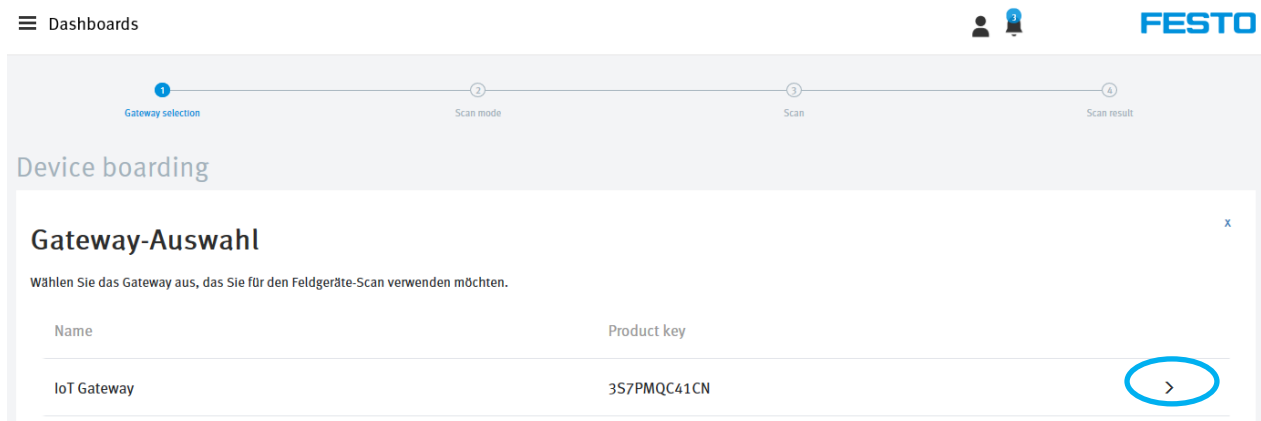 Dashboards
3
FESTO
1
2
3
4
Gateway selection
Scan mode
Scan
Scan result
Device boarding
x
Gateway-Auswahl
Wählen Sie das Gateway aus, das Sie für den Feldgeräte-Scan verwenden möchten.
Name Product key
IoT Gateway 3S7PMQC41CN >